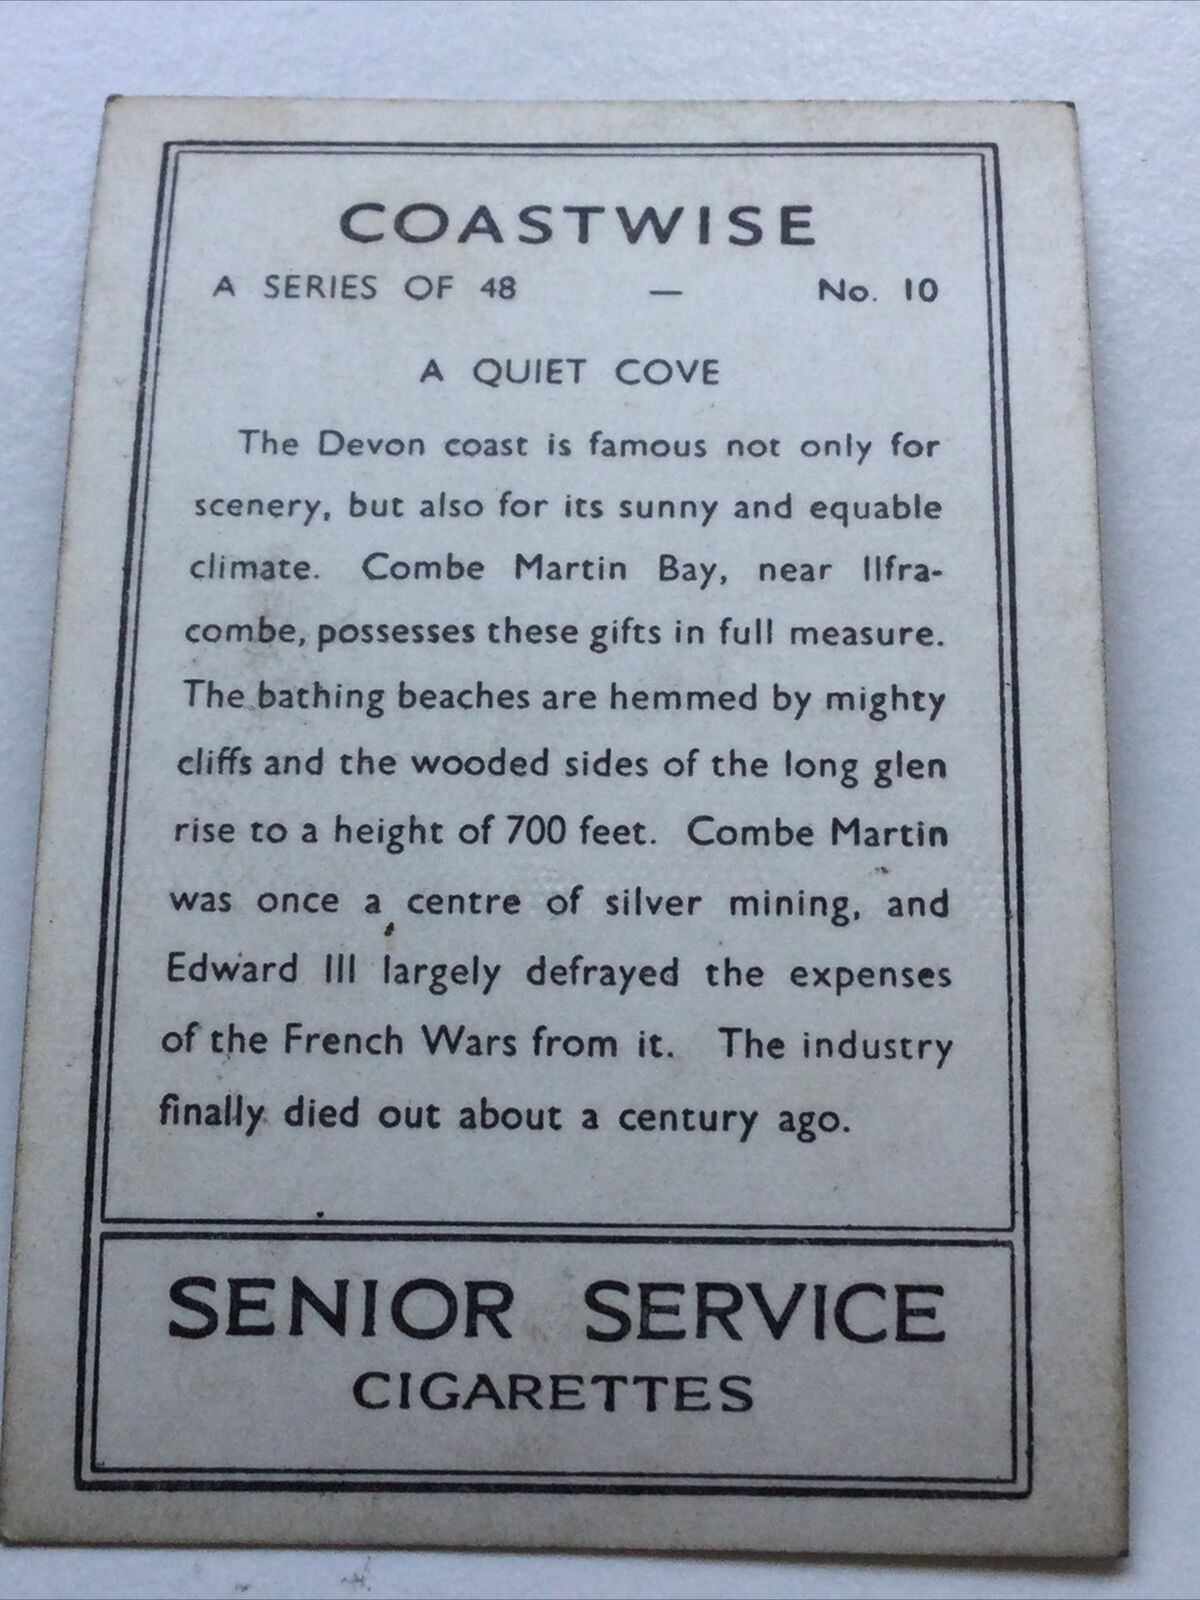 COASTWISE
A SERIES OF 48 — No. 10
A QUIET COVE
The Devon coast is famous not only for
scenery, but also for its sunny and equable
climate. Combe Martin Bay, near Ilfra-
combe, possesses these gifts in full measure.
The bathing beaches are hemmed by mighty
cliffs and the wooded sides of the long glen
rise to a height of 700 feet. Combe Martin
was once a centre of silver mining, and
Edward III largely defrayed the expenses
of the French Wars from it. The industry
finally died out about a century ago.
SENIOR SERVICE
CIGARETTES